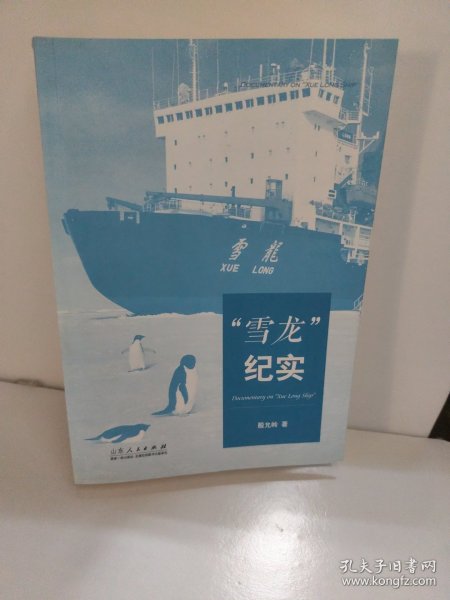 DOCUMENTARY ON "XUE LONG SHIP"
雪龍
XUE LONG
“雪龙”
纪实
Documentary on "Xue Long Ship"
殷允岭 著
山东人民出版社
孔夫子旧书网
www.kongfz.com